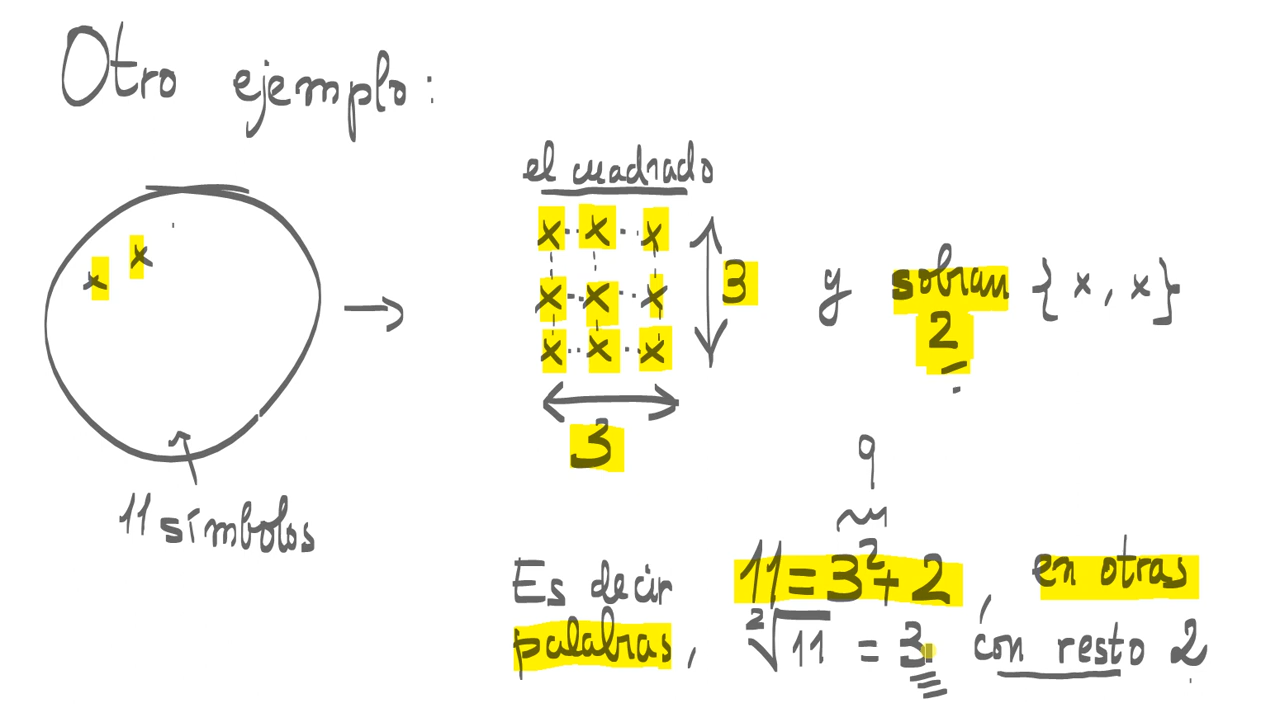 Otro ejemplo:
el cuadrado
x x x
x x x
x x x
3
3
y sobran {x, x}
2
x x
11 símbolos
9
Es decir 11 = 3² + 2, en otras
palabras, ²√11 = 3 con resto 2